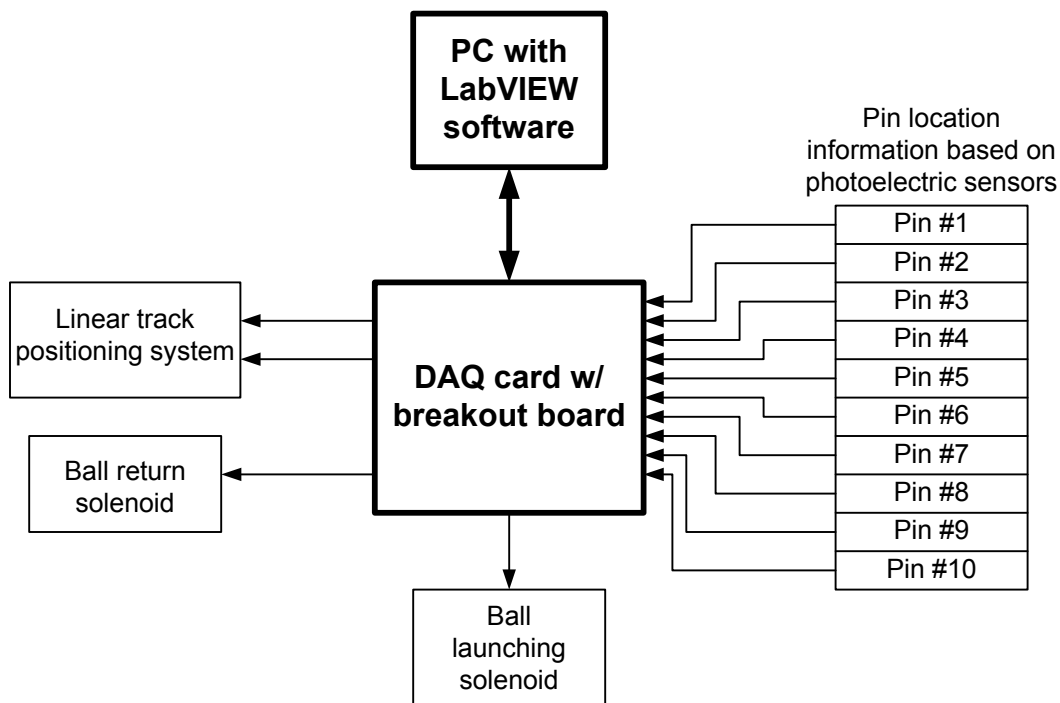 PC with
LabVIEW
software
Pin location
information based on
photoelectric sensors
Pin #1
Pin #2
Pin #3
Pin #4
Pin #5
Pin #6
Pin #7
Pin #8
Pin #9
Pin #10
Linear track
positioning system
DAQ card w/
breakout board
Ball return
solenoid
Ball
launching
solenoid